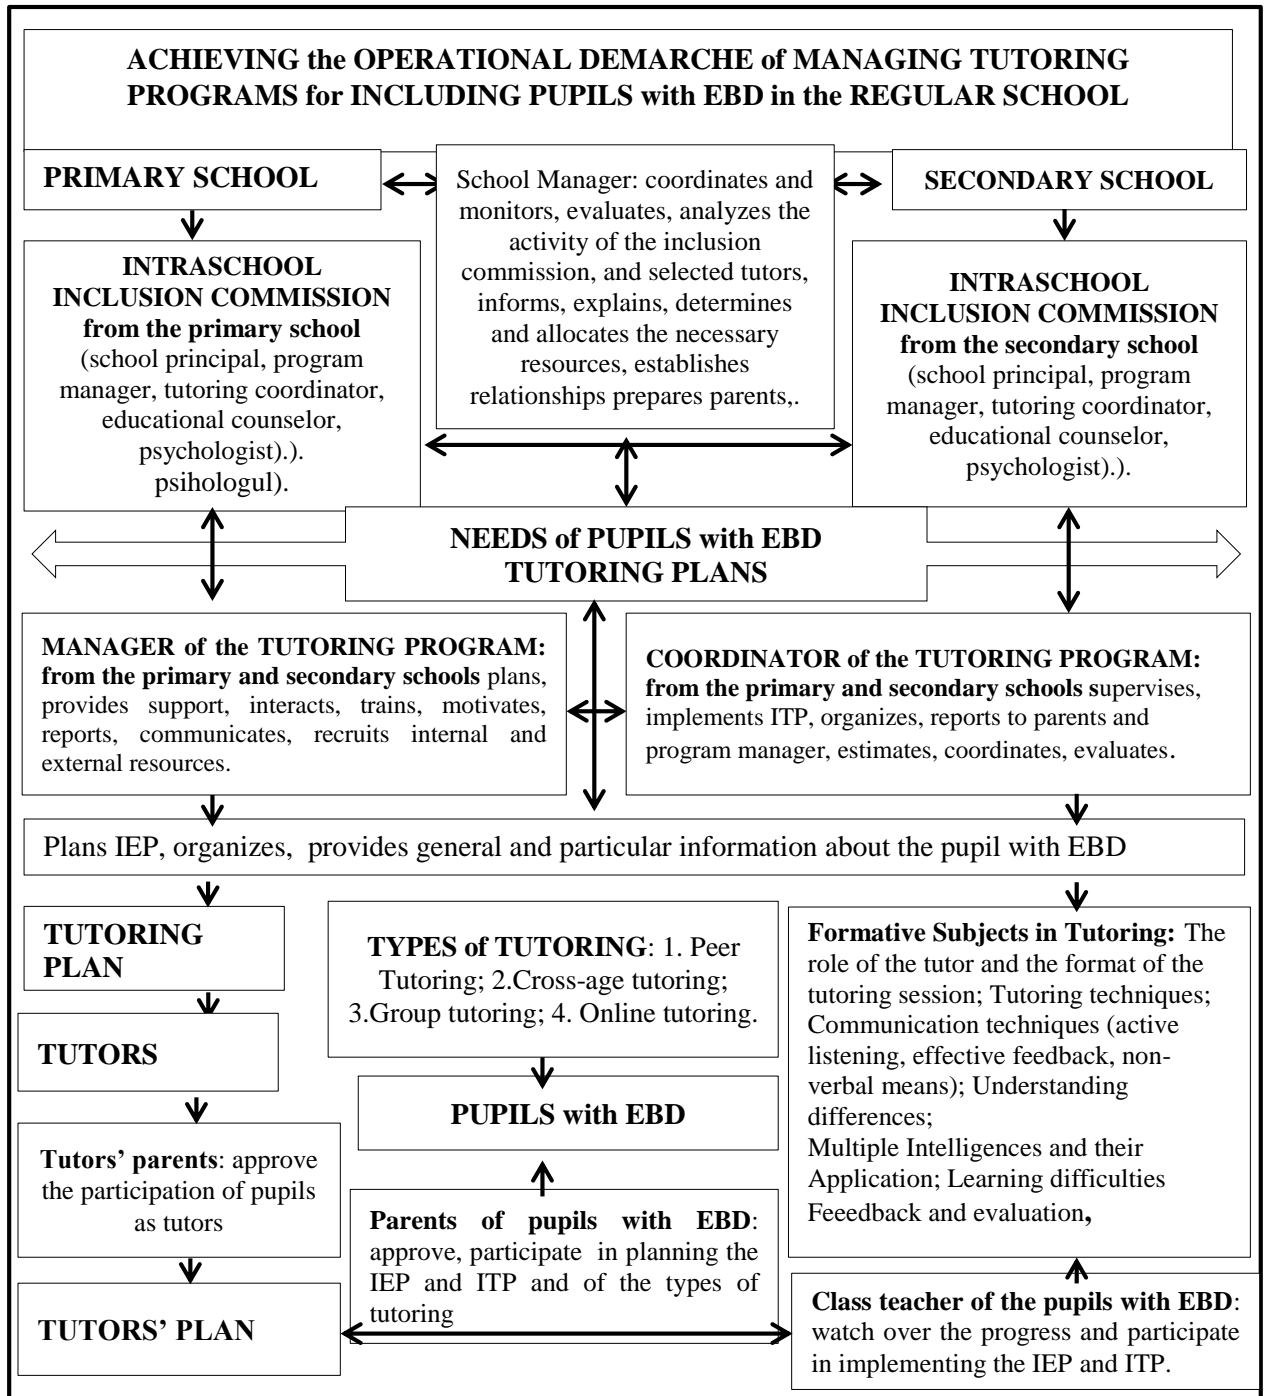 ACHIEVING the OPERATIONAL DEMARCHE of MANAGING TUTORING
PROGRAMS for INCLUDING PUPILS with EBD in the REGULAR SCHOOL
PRIMARY SCHOOL
School Manager: coordinates and
monitors, evaluates, analyzes the
activity of the inclusion
commission, and selected tutors,
informs, explains, determines
and allocates the necessary
resources, establishes
relationships prepares parents,.
SECONDARY SCHOOL
INTRASCHOOL
INCLUSION COMMISSION
from the primary school
(school principal, program
manager, tutoring coordinator,
educational counselor,
psychologist).).
psihologul).
INTRASCHOOL
INCLUSION COMMISSION
from the secondary school
(school principal, program
manager, tutoring coordinator,
educational counselor,
psychologist).).
NEEDS of PUPILS with EBD
TUTORING PLANS
MANAGER of the TUTORING PROGRAM:
from the primary and secondary schools plans,
provides support, interacts, trains, motivates,
reports, communicates, recruits internal and
external resources.
COORDINATOR of the TUTORING PROGRAM:
from the primary and secondary schools supervises,
implements ITP, organizes, reports to parents and
program manager, estimates, coordinates, evaluates.
Plans IEP, organizes, provides general and particular information about the pupil with EBD
TUTORING
PLAN
TYPES of TUTORING: 1. Peer
Tutoring; 2.Cross-age tutoring;
3.Group tutoring; 4. Online tutoring.
Formative Subjects in Tutoring: The
role of the tutor and the format of the
tutoring session; Tutoring techniques;
Communication techniques (active
listening, effective feedback, non-
verbal means); Understanding
differences;
Multiple Intelligences and their
Application; Learning difficulties
Feeedback and evaluation,
TUTORS
PUPILS with EBD
Tutors' parents: approve
the participation of pupils
as tutors
Parents of pupils with EBD:
approve, participate in planning the
IEP and ITP and of the types of
tutoring
TUTORS' PLAN
Class teacher of the pupils with EBD:
watch over the progress and participate
in implementing the IEP and ITP.